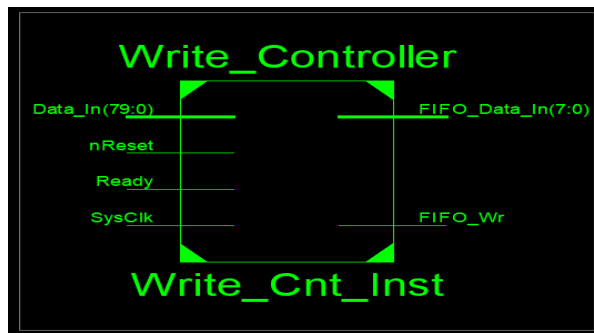 Write_Controller
Data_In(79:0)
FIFO_Data_In(7:0)
nReset
Ready
SysClk
FIFO_Wr
Write_Cnt_Inst